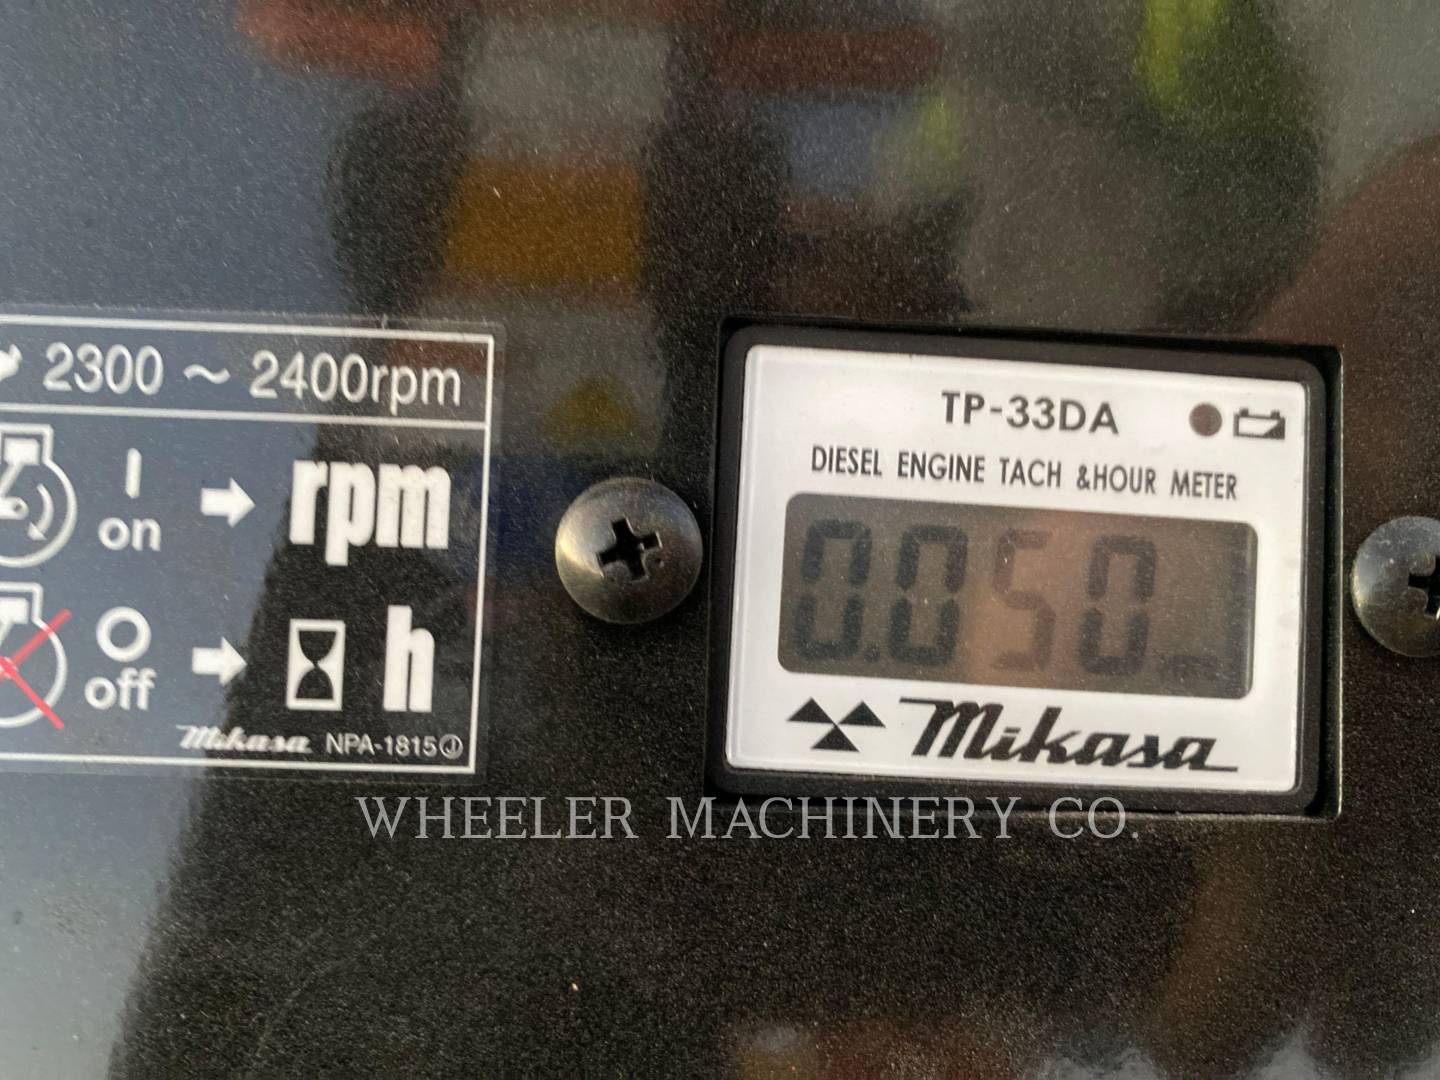 2300 ~ 2400rpm
I
on
rpm
O
off
h
Mikasa NPA-1815 J
TP-33DA
DIESEL ENGINE TACH &HOUR METER
0.050
Mikasa
WHEELER MACHINERY CO.